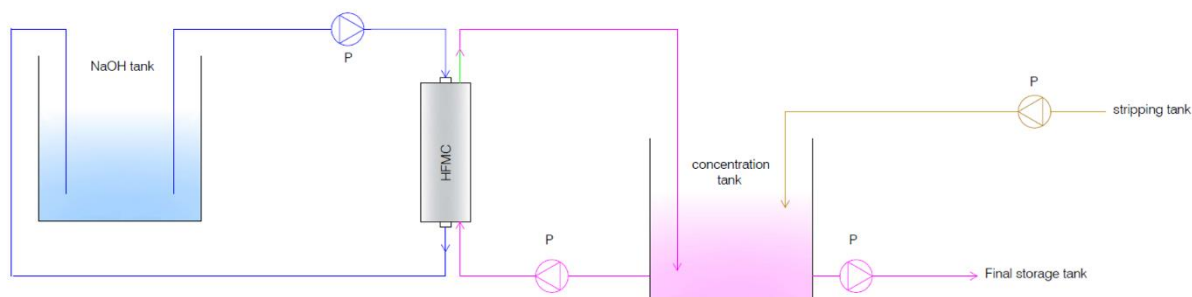 NaOH tank
P
HFMC
P
stripping tank
concentration
tank
P
P
Final storage tank